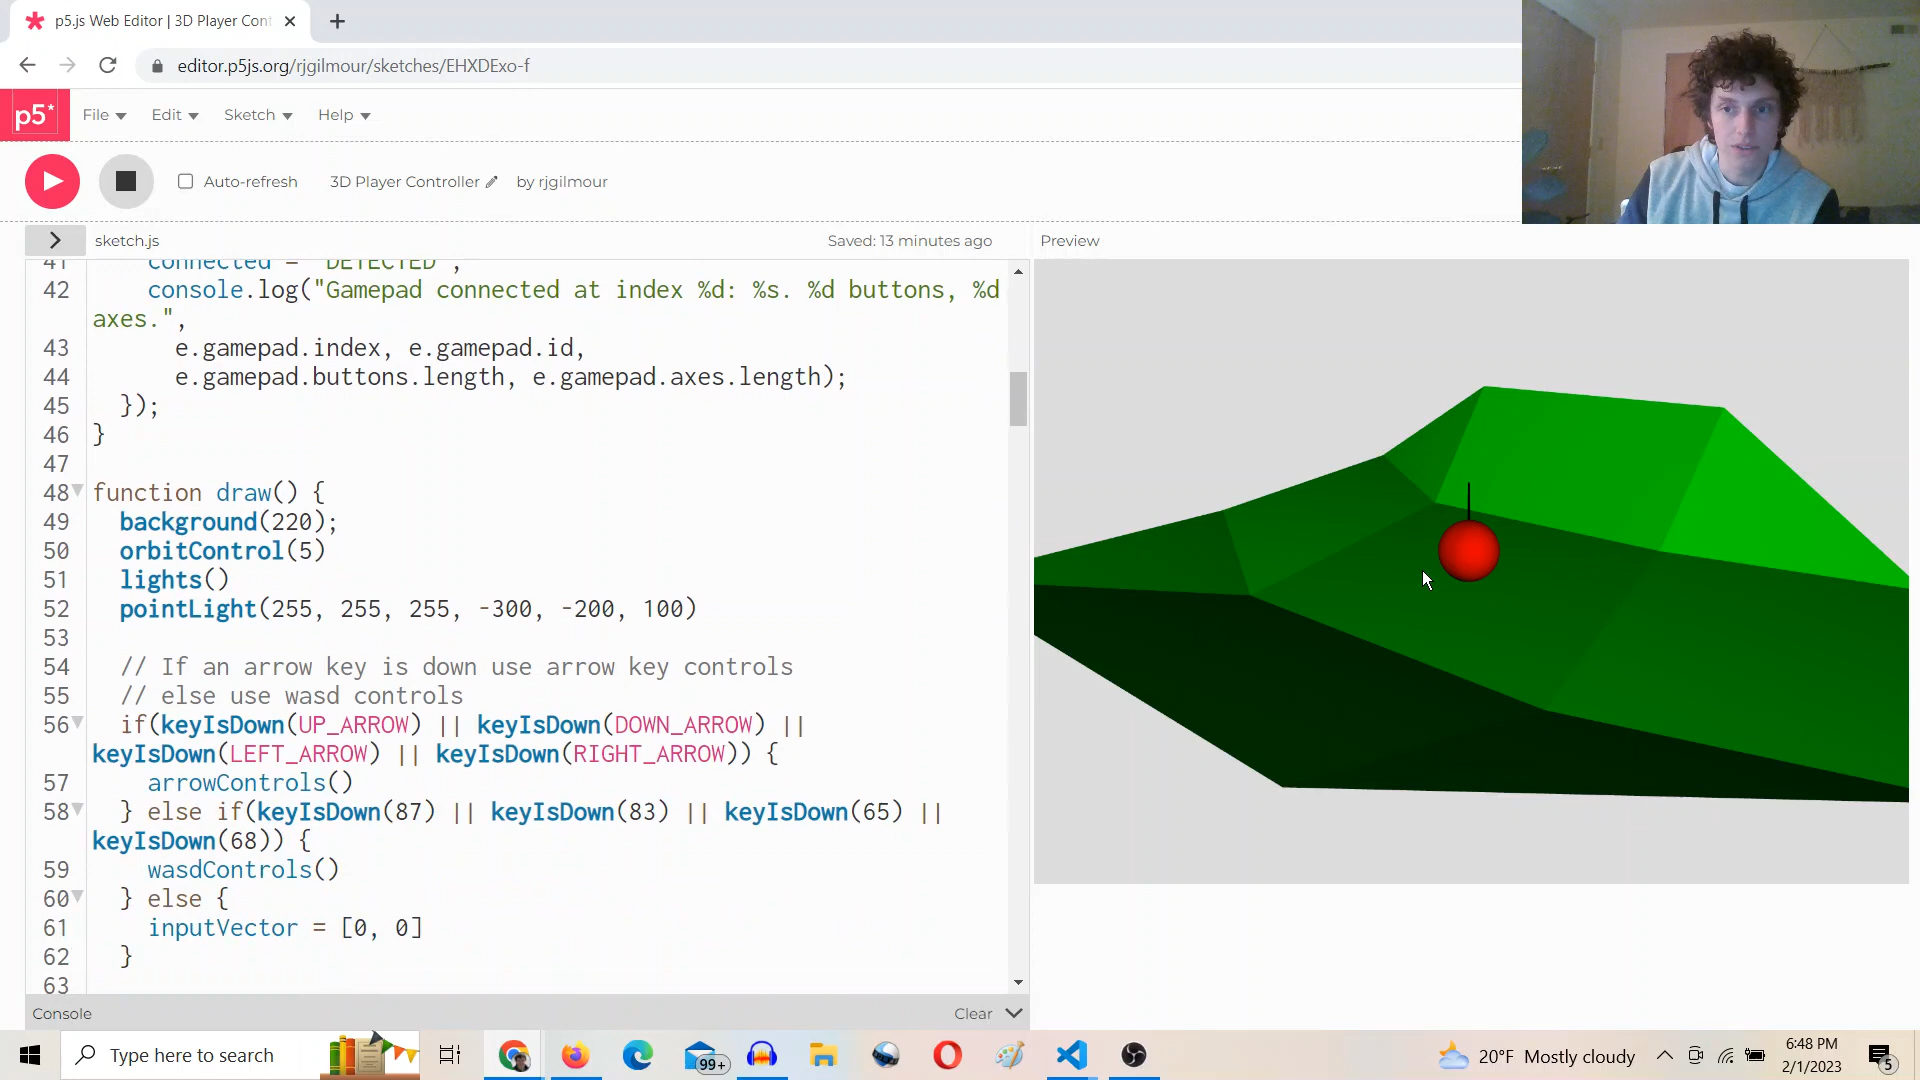 p5.js Web Editor | 3D Player Cont
editor.p5js.org/rjgilmour/sketches/EHXDExo-f
p5* File Edit Sketch Help
Auto-refresh 3D Player Controller by rjgilmour
sketch.js Saved: 13 minutes ago Preview
41 connected = "DETECTED",
42 console.log("Gamepad connected at index %d: %s. %d buttons, %d
axes.",
43 e.gamepad.index, e.gamepad.id,
44 e.gamepad.buttons.length, e.gamepad.axes.length);
45 });
46 }
47
48 function draw() {
49 background(220);
50 orbitControl(5)
51 lights()
52 pointLight(255, 255, 255, -300, -200, 100)
53
54 // If an arrow key is down use arrow key controls
55 // else use wasd controls
56 if(keyIsDown(UP_ARROW) || keyIsDown(DOWN_ARROW) ||
keyIsDown(LEFT_ARROW) || keyIsDown(RIGHT_ARROW)) {
57 arrowControls()
58 } else if(keyIsDown(87) || keyIsDown(83) || keyIsDown(65) ||
keyIsDown(68)) {
59 wasdControls()
60 } else {
61 inputVector = [0, 0]
62 }
63
Console Clear
Type here to search
99+
20°F Mostly cloudy
6:48 PM
2/1/2023
5